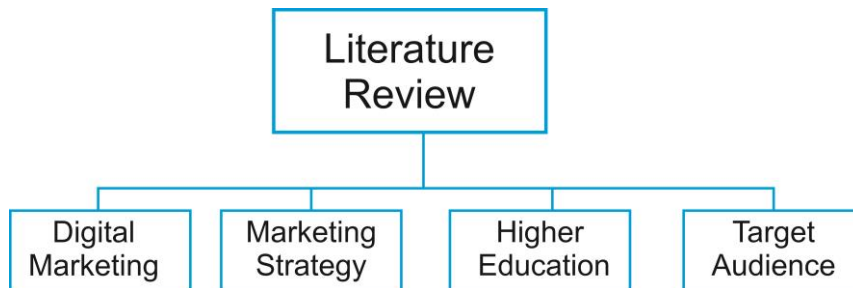 Literature
Review
Digital
Marketing
Marketing
Strategy
Higher
Education
Target
Audience